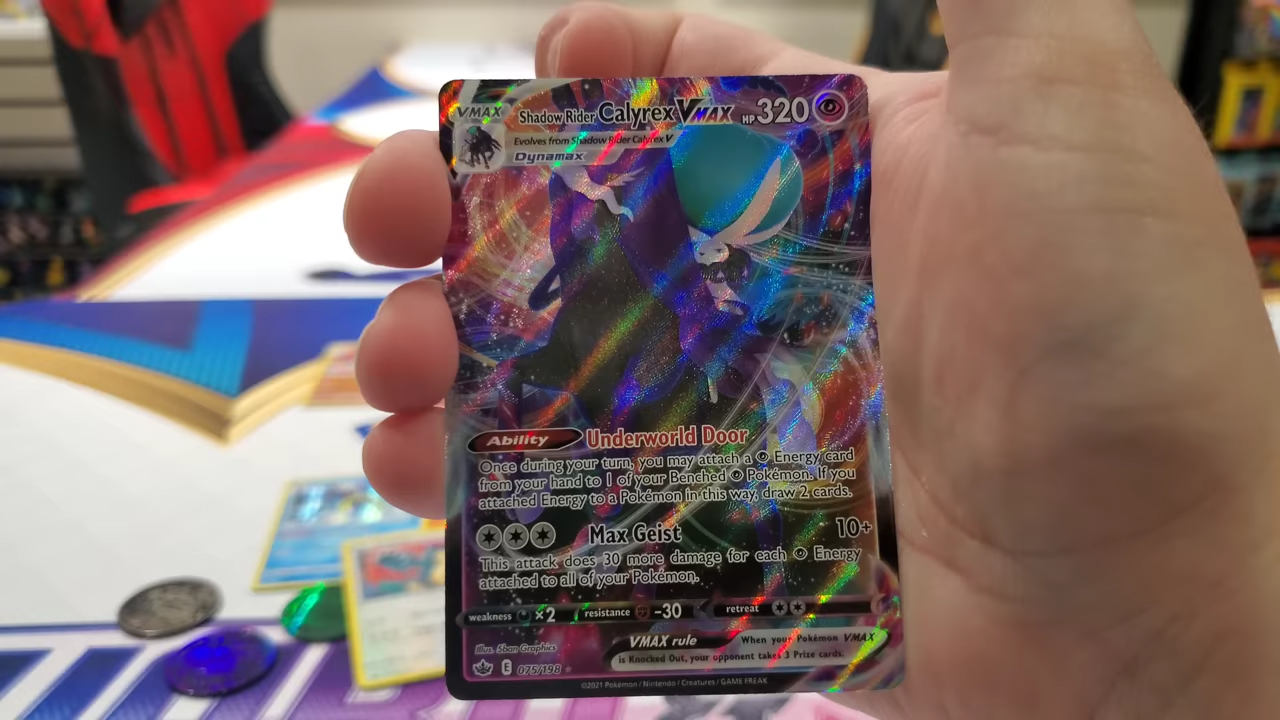 VMAX
Shadow Rider Calyrex VMAX HP 320
Evolves from Shadow Rider Calyrex V
Dynamax
Ability Underworld Door
Once during your turn, you may attach a Energy card
from your hand to 1 of your Benched Pokémon. If you
attached Energy to a Pokémon in this way, draw 2 cards.
Max Geist 10+
This attack does 30 more damage for each Energy
attached to all of your Pokémon.
weakness ×2 resistance -30 retreat
Illus. 5ban Graphics
VMAX rule When your Pokémon VMAX
is Knocked Out, your opponent takes 3 Prize cards.
E 075/198
©2021 Pokémon / Nintendo / Creatures / GAME FREAK